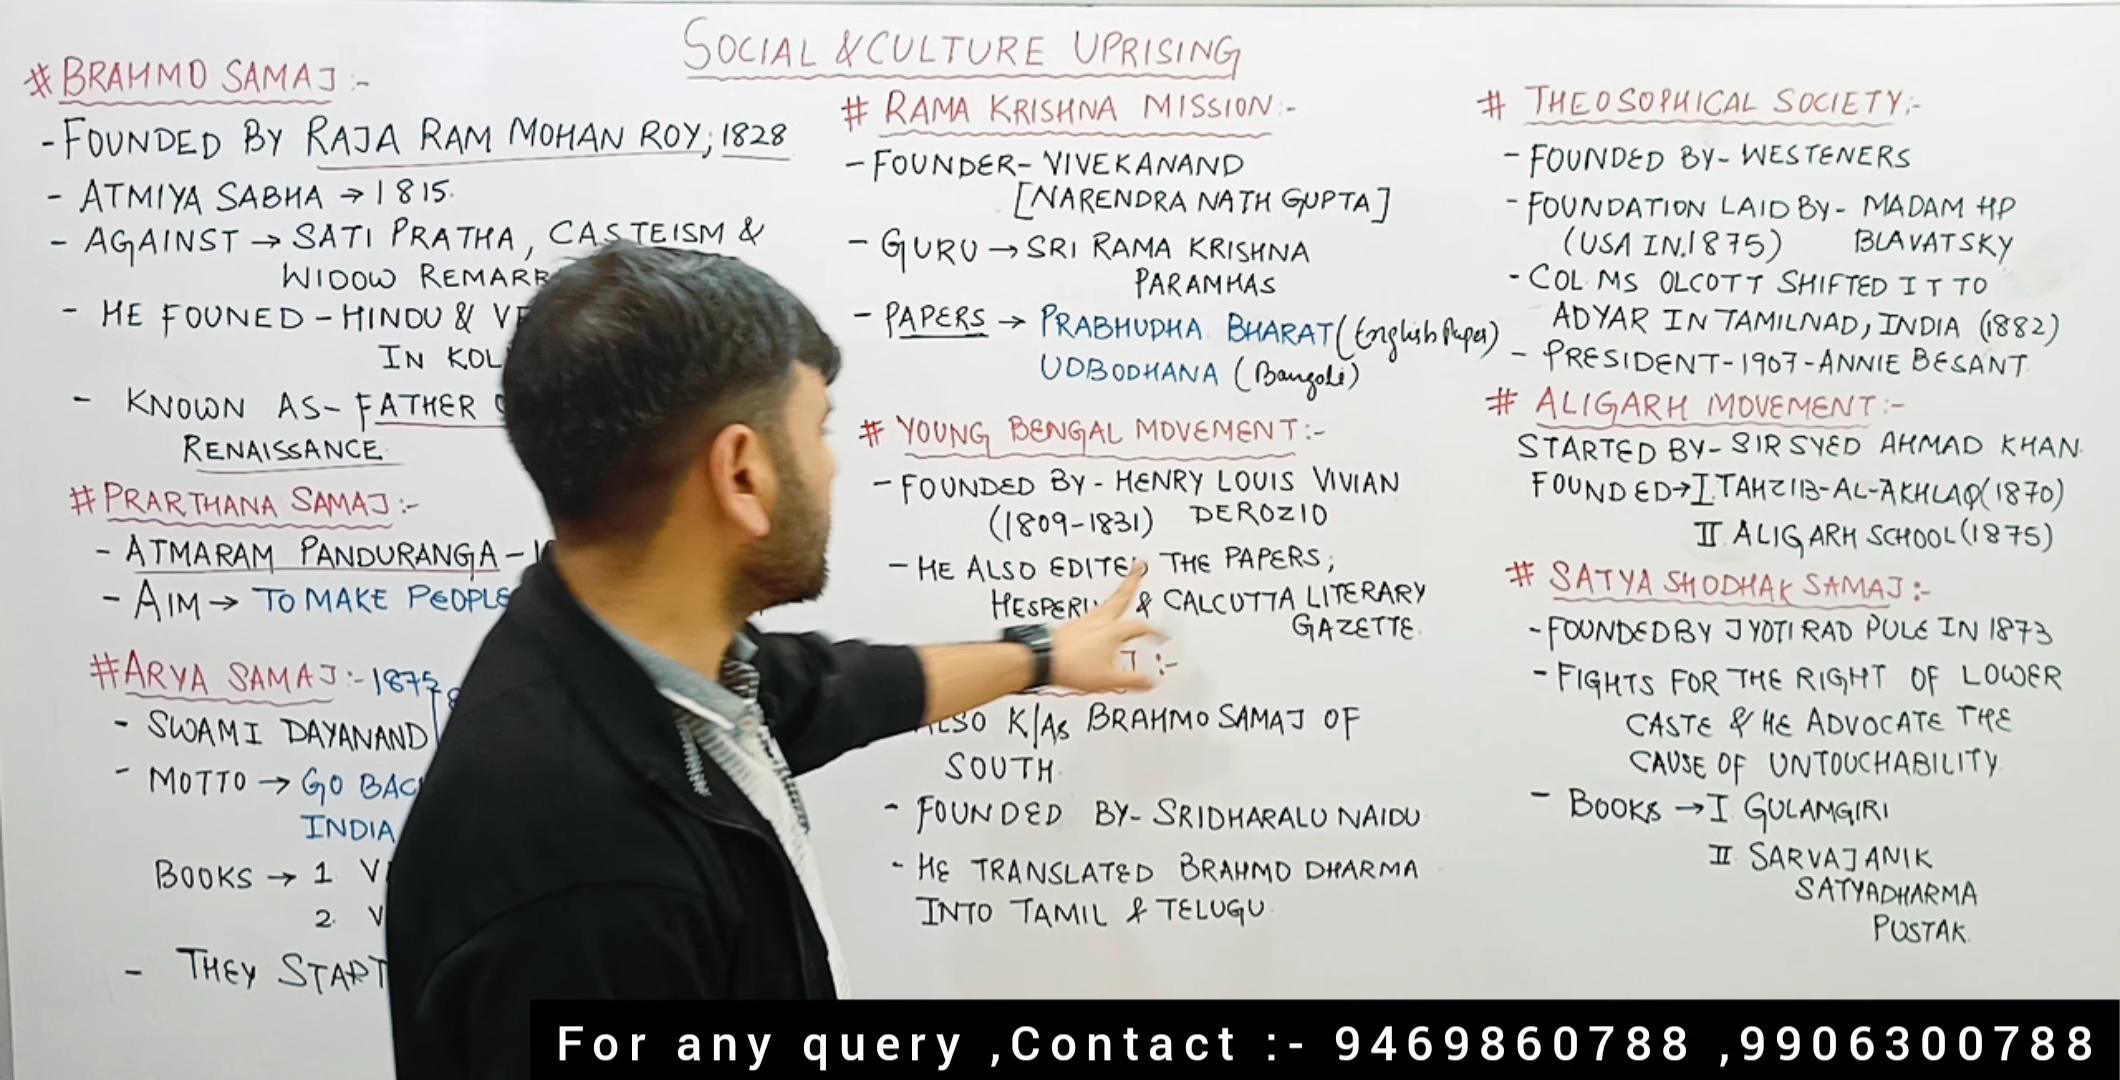 SOCIAL & CULTURE UPRISING
# BRAHMO SAMAJ :-
- FOUNDED BY RAJA RAM MOHAN ROY; 1828
- ATMIYA SABHA → 1815.
- AGAINST → SATI PRATHA, CASTEISM &
WIDOW REMARR
- HE FOUNED - HINDU & VE
IN KOL
- KNOWN AS - FATHER
RENAISSANCE.
# PRARTHANA SAMAJ :-
- ATMARAM PANDURANGA - 1
- AIM → TO MAKE PEOPLE
# ARYA SAMAJ :- 1875,
- SWAMI DAYANAND
- MOTTO → GO BAC
INDIA
BOOKS → 1 V
2. V
- THEY START
# RAMA KRISHNA MISSION :-
- FOUNDER - VIVEKANAND
[NARENDRA NATH GUPTA]
- GURU → SRI RAMA KRISHNA
PARAMHAS
- PAPERS → PRABHUDHA BHARAT (English Paper)
UDBODHANA (Bangoli)
# YOUNG BENGAL MOVEMENT :-
- FOUNDED BY - HENRY LOUIS VIVIAN
(1809-1831) DEROZIO
- HE ALSO EDITED THE PAPERS;
HESPERU & CALCUTTA LITERARY
GAZETTE.
J :-
ALSO K/As BRAHMO SAMAJ OF
SOUTH.
- FOUNDED BY - SRIDHARALU NAIDU
- HE TRANSLATED BRAHMO DHARMA
INTO TAMIL & TELUGU.
# THEOSOPHICAL SOCIETY :-
- FOUNDED BY - WESTENERS
- FOUNDATION LAID BY - MADAM HP
(USA IN.1875) BLAVATSKY
- COL MS OLCOTT SHIFTED IT TO
ADYAR IN TAMILNAD, INDIA (1882)
- PRESIDENT - 1907 - ANNIE BESANT.
# ALIGARH MOVEMENT :-
STARTED BY - SIR SYED AHMAD KHAN.
FOUNDED → I. TAHZIB-AL-AKHLAQ (1870)
II. ALIGARH SCHOOL (1875)
# SATYA SHODHAK SAMAJ :-
- FOUNDED BY JYOTI RAD PULE IN 1873
- FIGHTS FOR THE RIGHT OF LOWER
CASTE & HE ADVOCATE THE
CAUSE OF UNTOUCHABILITY.
- BOOKS → I GULAMGIRI
II SARVAJANIK
SATYADHARMA
PUSTAK.
For any query ,Contact :- 9469860788 ,9906300788